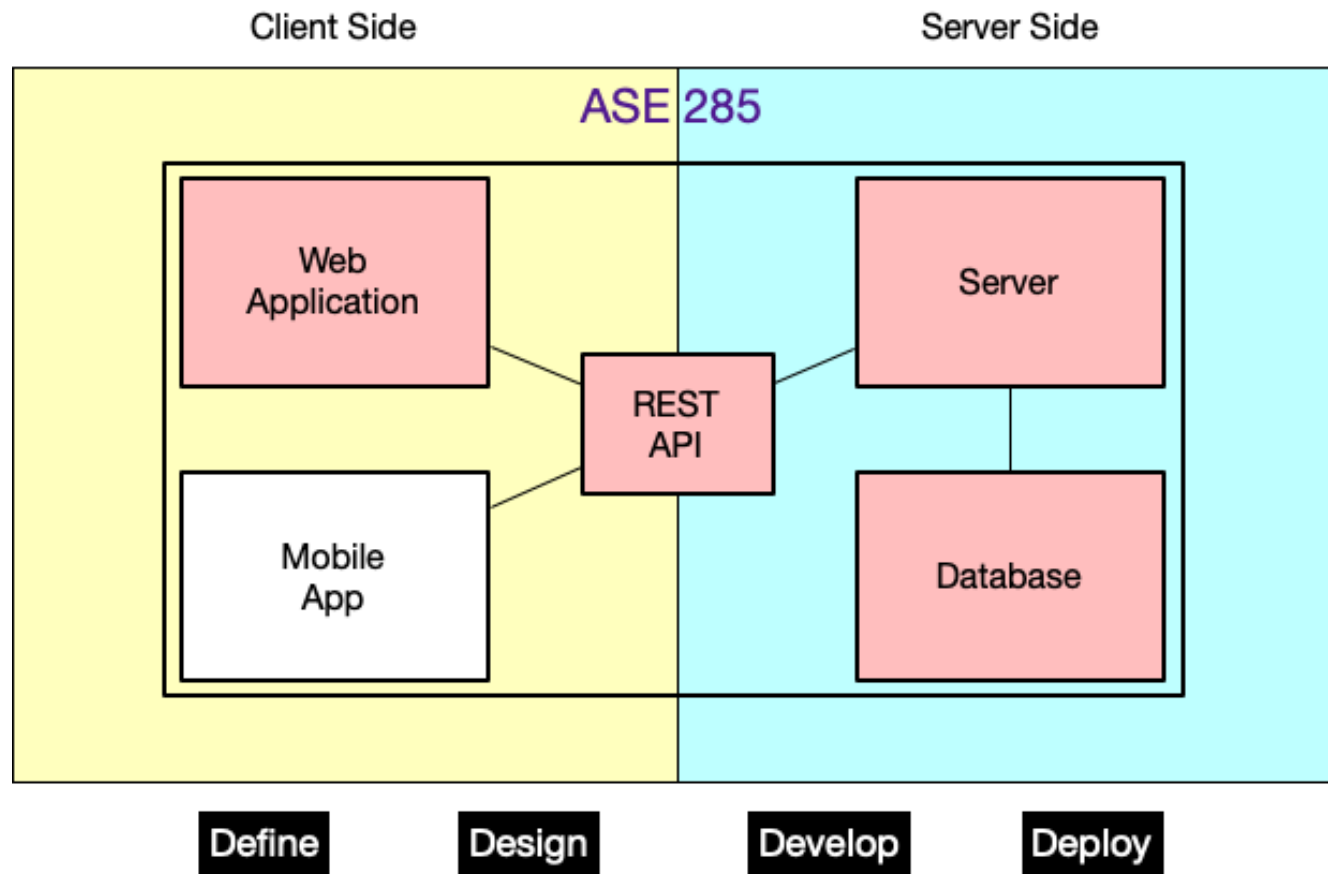 Client Side
Server Side
ASE 285
Web
Application
Server
REST
API
Mobile
App
Database
Define
Design
Develop
Deploy